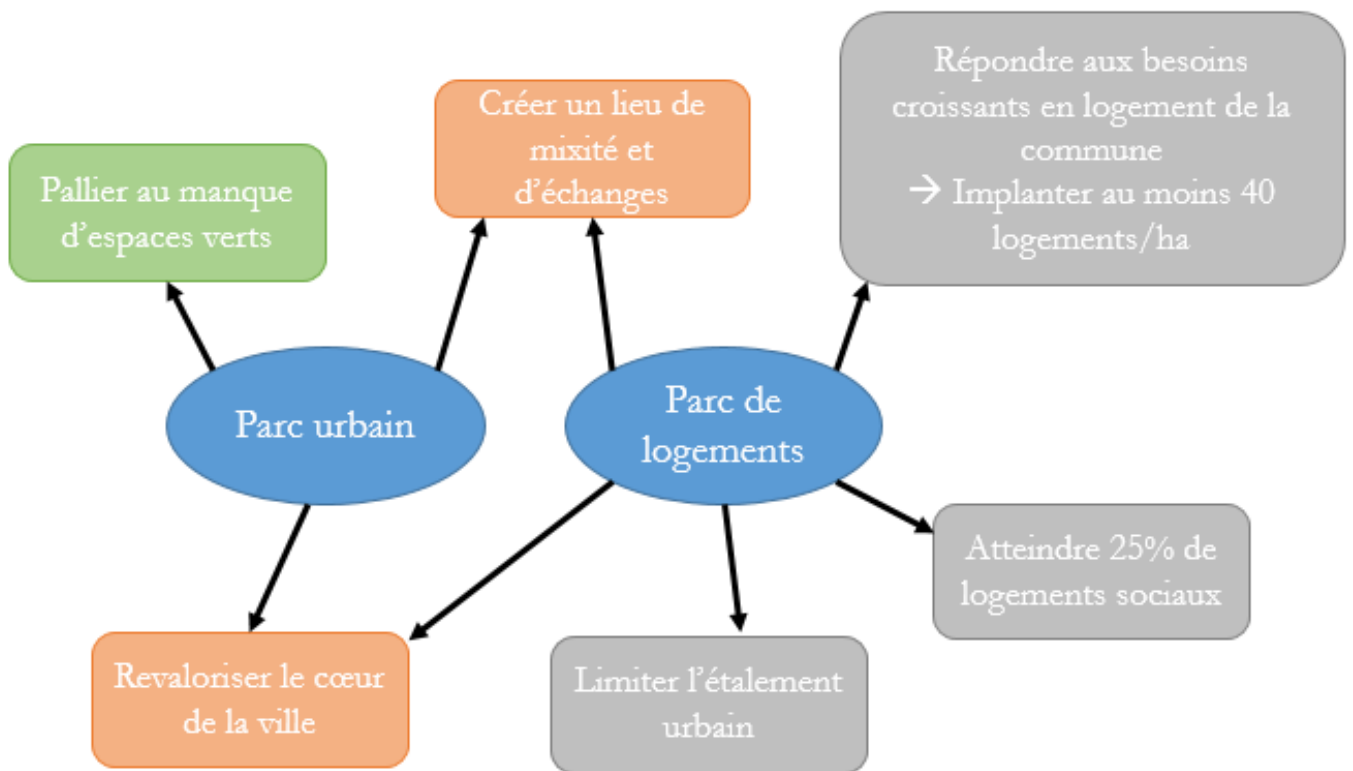 Répondre aux besoins
croissants en logement de la
commune
→ Implanter au moins 40
logements/ha
Créer un lieu de
mixité et
d’échanges
Pallier au manque
d’espaces verts
Parc urbain
Parc de
logements
Atteindre 25% de
logements sociaux
Revaloriser le cœur
de la ville
Limiter l’étalement
urbain